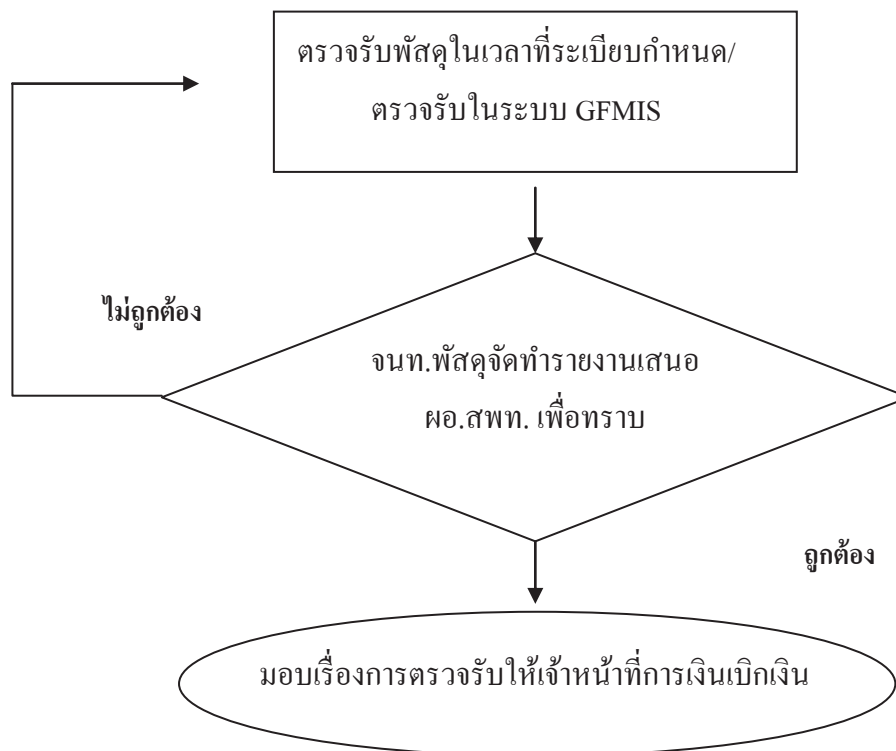 ตรวจรับพัสดุในเวลาที่ระเบียบกำหนด/
ตรวจรับในระบบ GFMIS
ไม่ถูกต้อง
จนท.พัสดุจัดทำรายงานเสนอ
ผอ.สพท. เพื่อทราบ
ถูกต้อง
มอบเรื่องการตรวจรับให้เจ้าหน้าที่การเงินเบิกเงิน